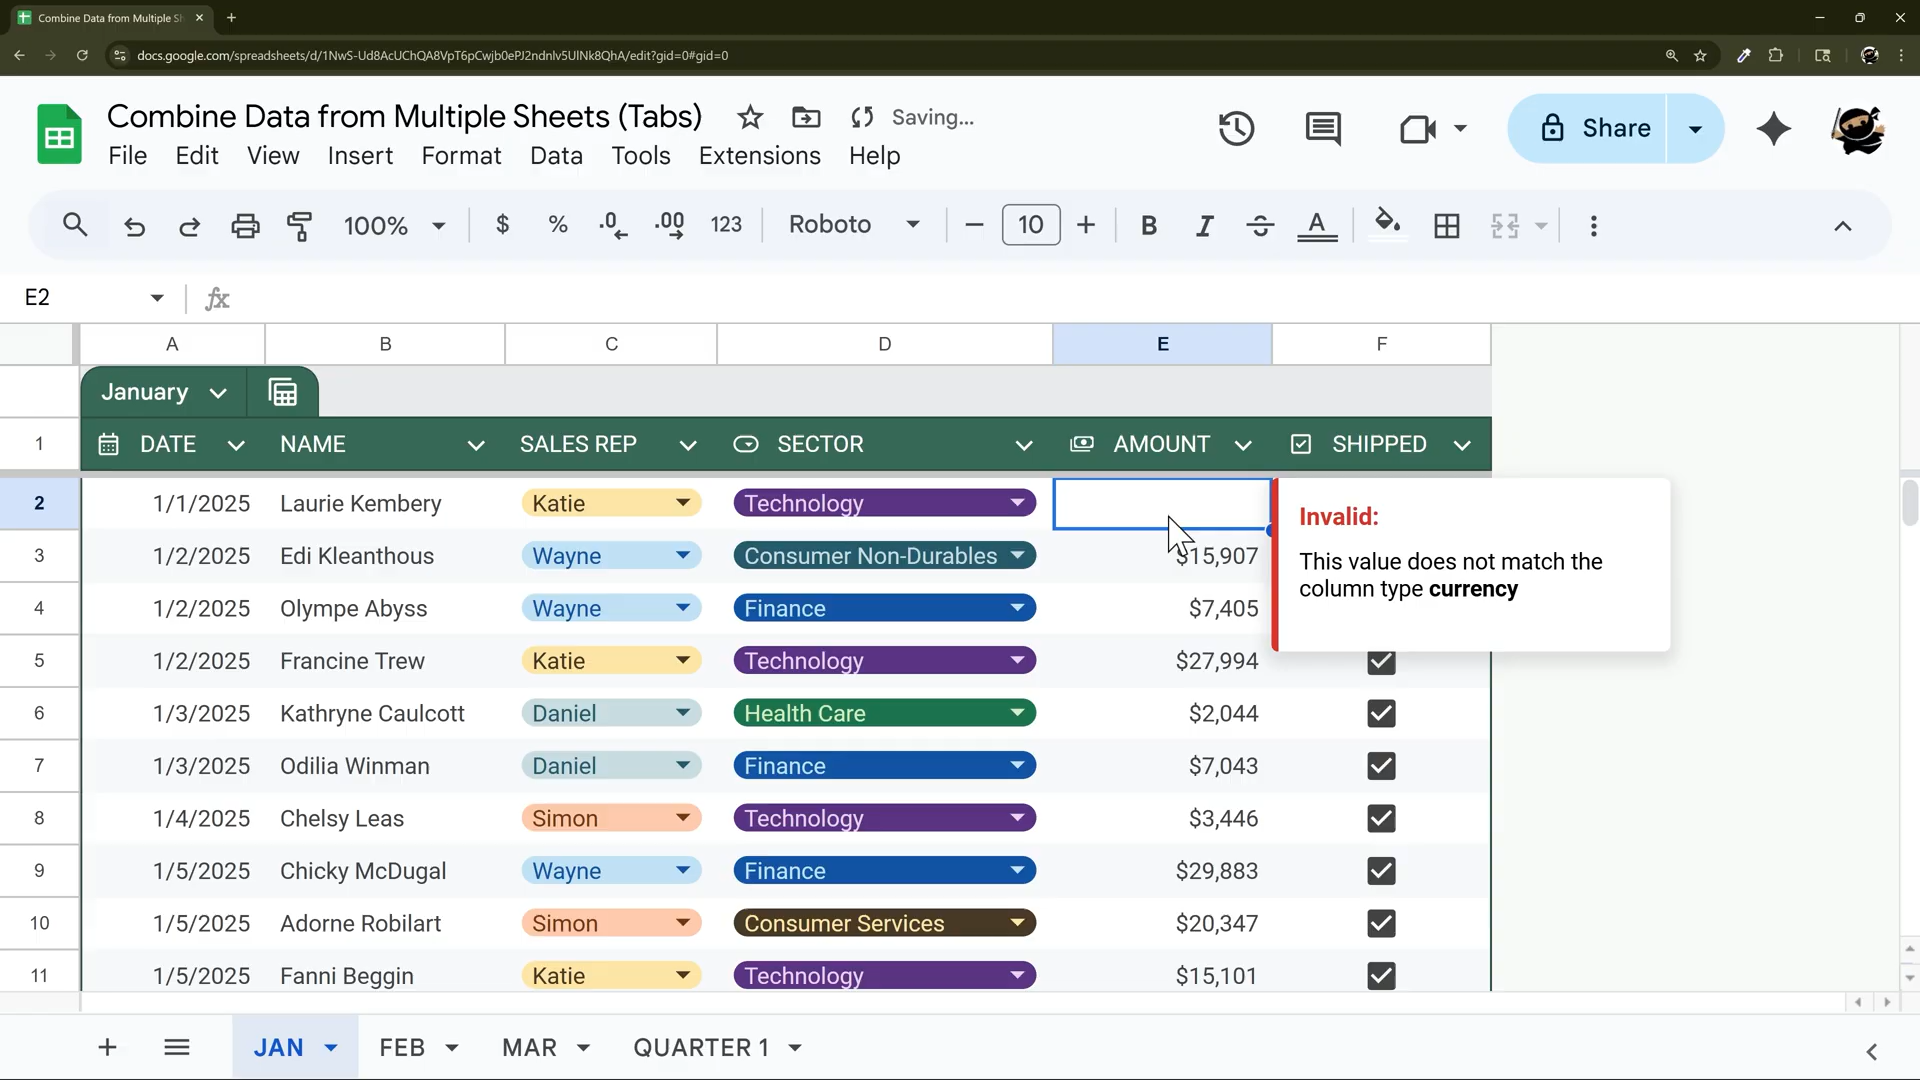 Combine Data from Multiple Sh
docs.google.com/spreadsheets/d/1NwS-Ud8AcUChQA8VpT6pCwjb0ePJ2ndnlv5UlNk8QhA/edit?gid=0#gid=0
Combine Data from Multiple Sheets (Tabs) Saving...
File Edit View Insert Format Data Tools Extensions Help
Share
100% $ % .0 .00 123 Roboto 10 B I A
E2 fx
A B C D E F
January
1 DATE NAME SALES REP SECTOR AMOUNT SHIPPED
2 1/1/2025 Laurie Kembery Katie Technology
Invalid:
This value does not match the
column type currency
3 1/2/2025 Edi Kleanthous Wayne Consumer Non-Durables $15,907
4 1/2/2025 Olympe Abyss Wayne Finance $7,405
5 1/2/2025 Francine Trew Katie Technology $27,994
6 1/3/2025 Kathryne Caulcott Daniel Health Care $2,044
7 1/3/2025 Odilia Winman Daniel Finance $7,043
8 1/4/2025 Chelsy Leas Simon Technology $3,446
9 1/5/2025 Chicky McDugal Wayne Finance $29,883
10 1/5/2025 Adorne Robilart Simon Consumer Services $20,347
11 1/5/2025 Fanni Beggin Katie Technology $15,101
JAN FEB MAR QUARTER 1